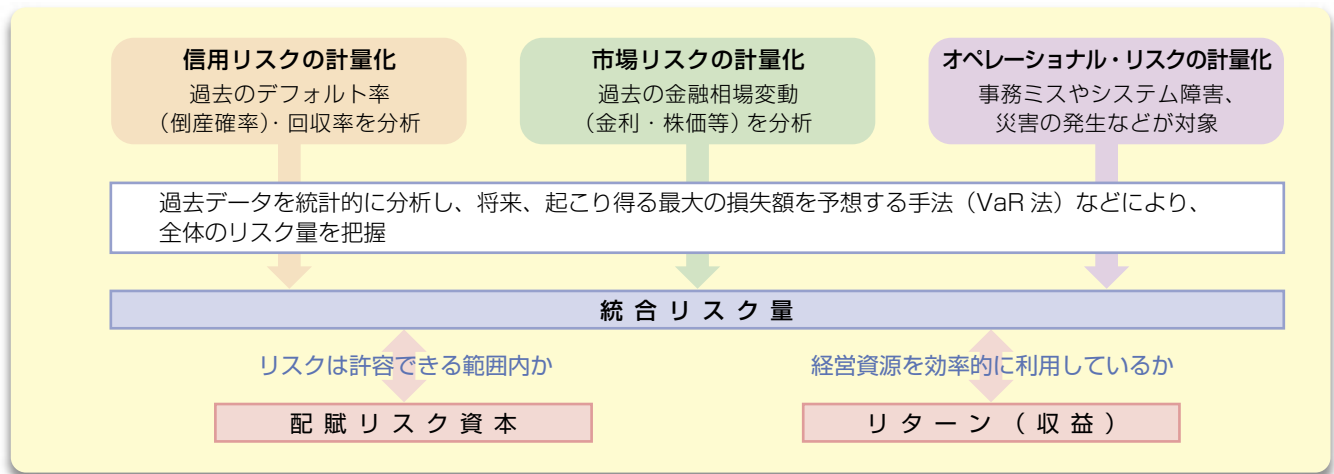 信用リスクの計量化
過去のデフォルト率
(倒産確率)・回収率を分析
市場リスクの計量化
過去の金融相場変動
(金利・株価等)を分析
オペレーショナル・リスクの計量化
事務ミスやシステム障害、
災害の発生などが対象
過去データを統計的に分析し、将来、起こり得る最大の損失額を予想する手法(VaR 法)などにより、
全体のリスク量を把握
統合リスク量
リスクは許容できる範囲内か
経営資源を効率的に利用しているか
配賦リスク資本
リターン(収益)